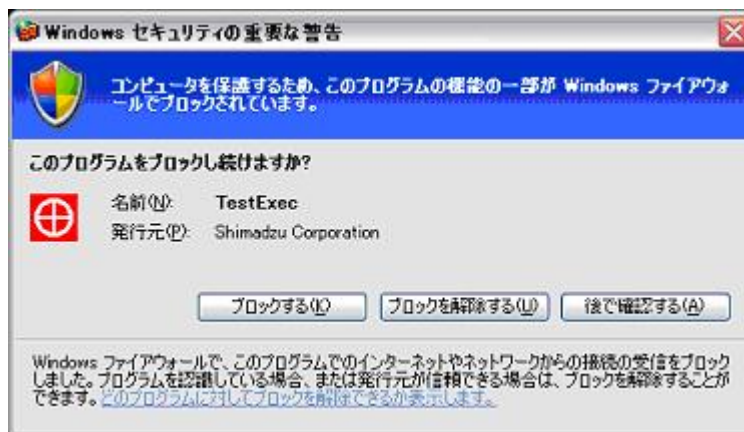 Windows セキュリティの重要な警告
コンピュータを保護するため、このプログラムの機能の一部が Windows ファイアウォ
ールでブロックされています。
このプログラムをブロックし続けますか?
名前(N): TestExec
発行元(P): Shimadzu Corporation
ブロックする(K) ブロックを解除する(U) 後で確認する(A)
Windows ファイアウォールで、このプログラムでのインターネットやネットワークからの接続の受信をブロック
しました。プログラムを認識している場合、または発行元が信頼できる場合は、ブロックを解除することが
できます。どのプログラムに対してブロックを解除できるか表示します。